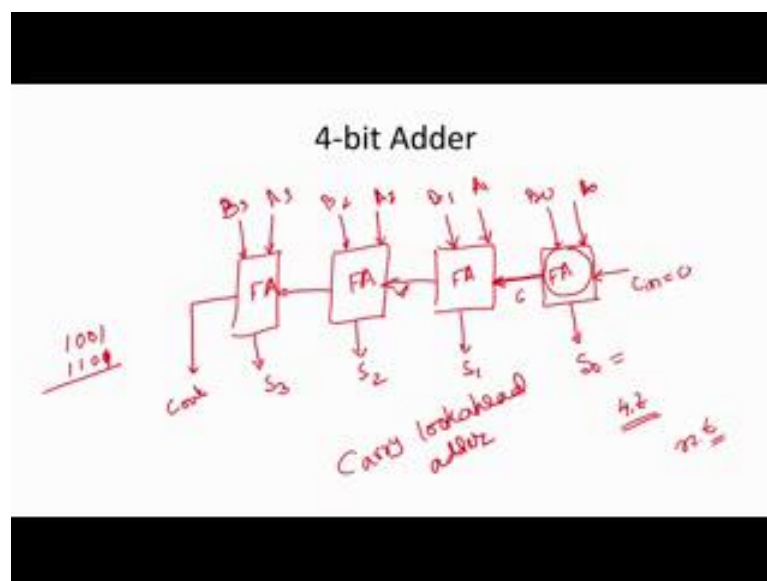 4-bit Adder
B3 A3 B2 A2 B1 A1 B0 A0
FA FA FA FA Cin=0
C
1001
Cout S3 S2 S1 S0 =
Carry lookahead
adder
4.t
n.t